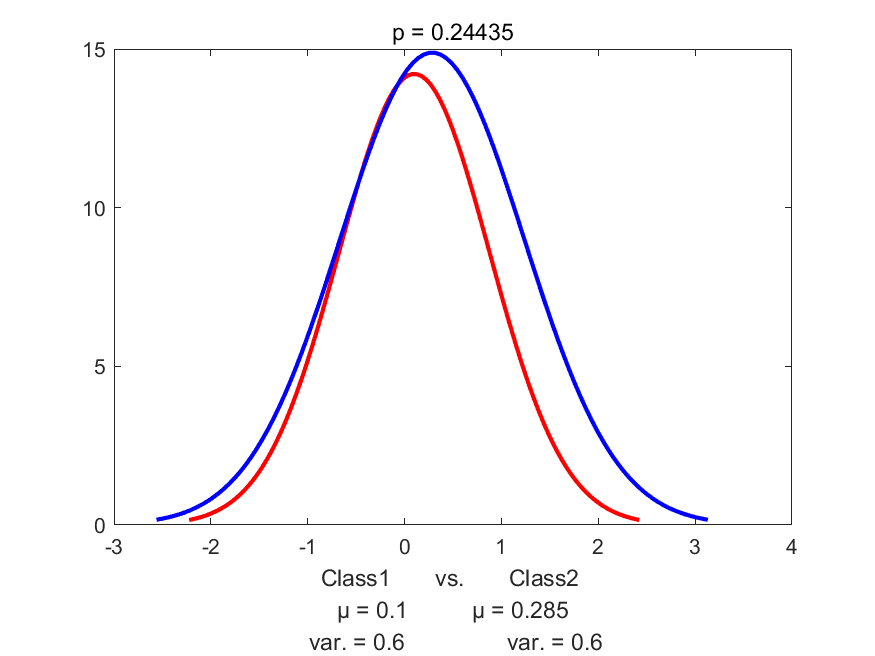 p = 0.24435
15
10
5
0
-3 -2 -1 0 1 2 3 4
Class1 vs. Class2
μ = 0.1 μ = 0.285
var. = 0.6 var. = 0.6